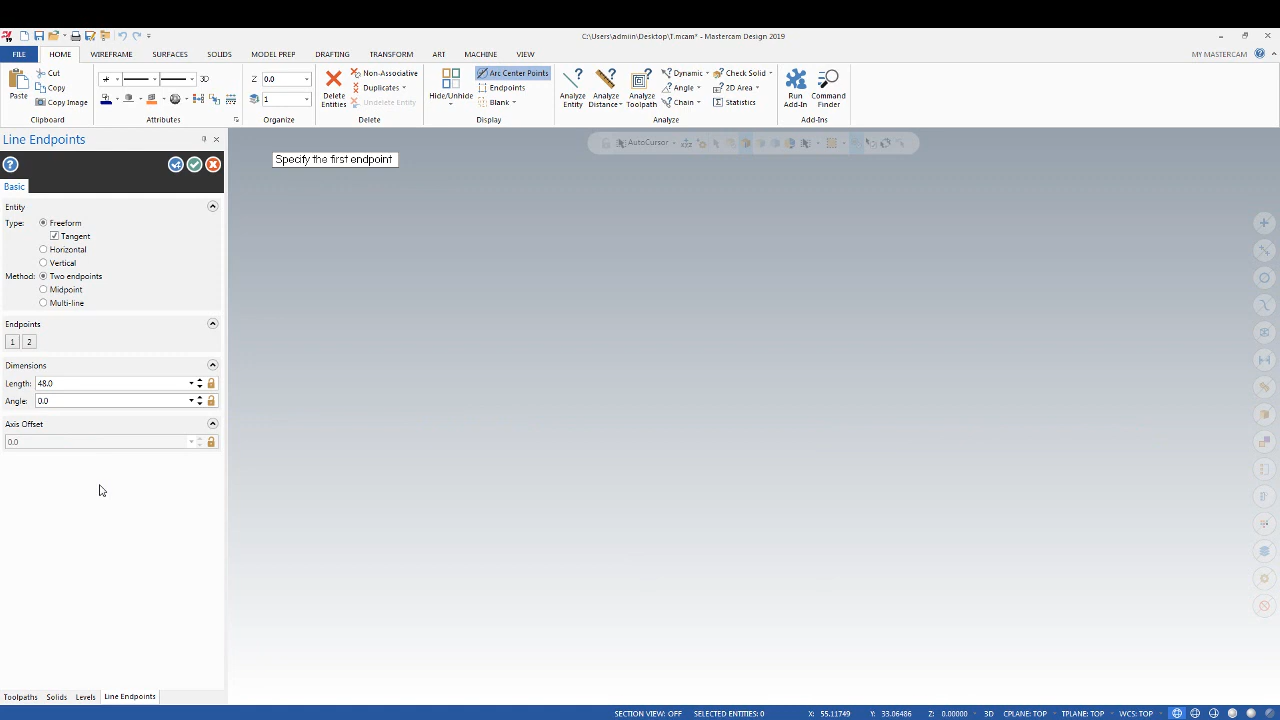 C:\Users\admiin\Desktop\T.mcam* - Mastercam Design 2019
FILE HOME WIREFRAME SURFACES SOLIDS MODEL PREP DRAFTING TRANSFORM ART MACHINE VIEW MY MASTERCAM
Paste
Cut
Copy
Copy Image
Clipboard
3D
Attributes
Z 0.0
1
Organize
Delete
Entities
Non-Associative
Duplicates
Undelete Entity
Delete
Hide/Unhide
Arc Center Points
Endpoints
Blank
Display
Analyze
Entity
Analyze
Distance
Analyze
Toolpath
Dynamic
Angle
Chain
Check Solid
2D Area
Statistics
Analyze
Run
Add-In
Command
Finder
Add-Ins
Line Endpoints
Basic
Entity
Type: Freeform
Tangent
Horizontal
Vertical
Method: Two endpoints
Midpoint
Multi-line
Endpoints
1 2
Dimensions
Length: 48.0
Angle: 0.0
Axis Offset
0.0
Specify the first endpoint
AutoCursor
XYZ
Toolpaths Solids Levels Line Endpoints
SECTION VIEW: OFF SELECTED ENTITIES: 0 X: 55.11749 Y: 33.06486 Z: 0.00000 3D CPLANE: TOP TPLANE: TOP WCS: TOP